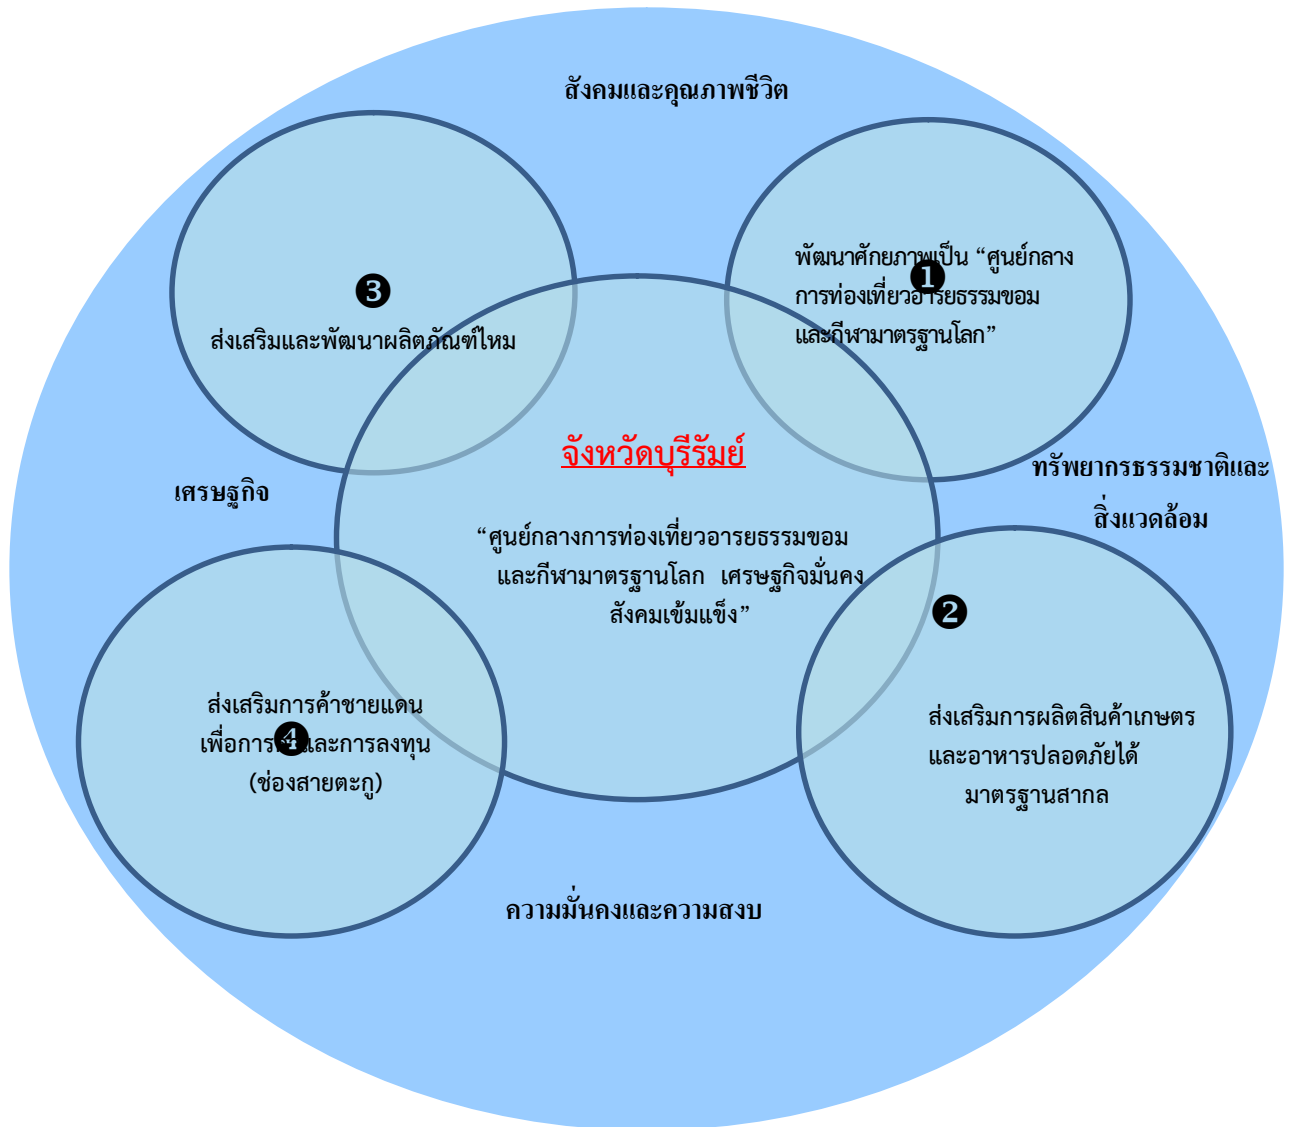 สังคมและคุณภาพชีวิต
❶
พัฒนาศักยภาพเป็น “ศูนย์กลาง
การท่องเที่ยวอารยธรรมขอม
และกีฬามาตรฐานโลก”
❸
ส่งเสริมและพัฒนาผลิตภัณฑ์ไหม
จังหวัดบุรีรัมย์
“ศูนย์กลางการท่องเที่ยวอารยธรรมขอม
และกีฬามาตรฐานโลก เศรษฐกิจมั่นคง
สังคมเข้มแข็ง”
เศรษฐกิจ
ทรัพยากรธรรมชาติและ
สิ่งแวดล้อม
❷
ส่งเสริมการผลิตสินค้าเกษตร
และอาหารปลอดภัยได้
มาตรฐานสากล
❹
ส่งเสริมการค้าชายแดน
และการลงทุน
(ช่องสายตะกู)
ความมั่นคงและความสงบ